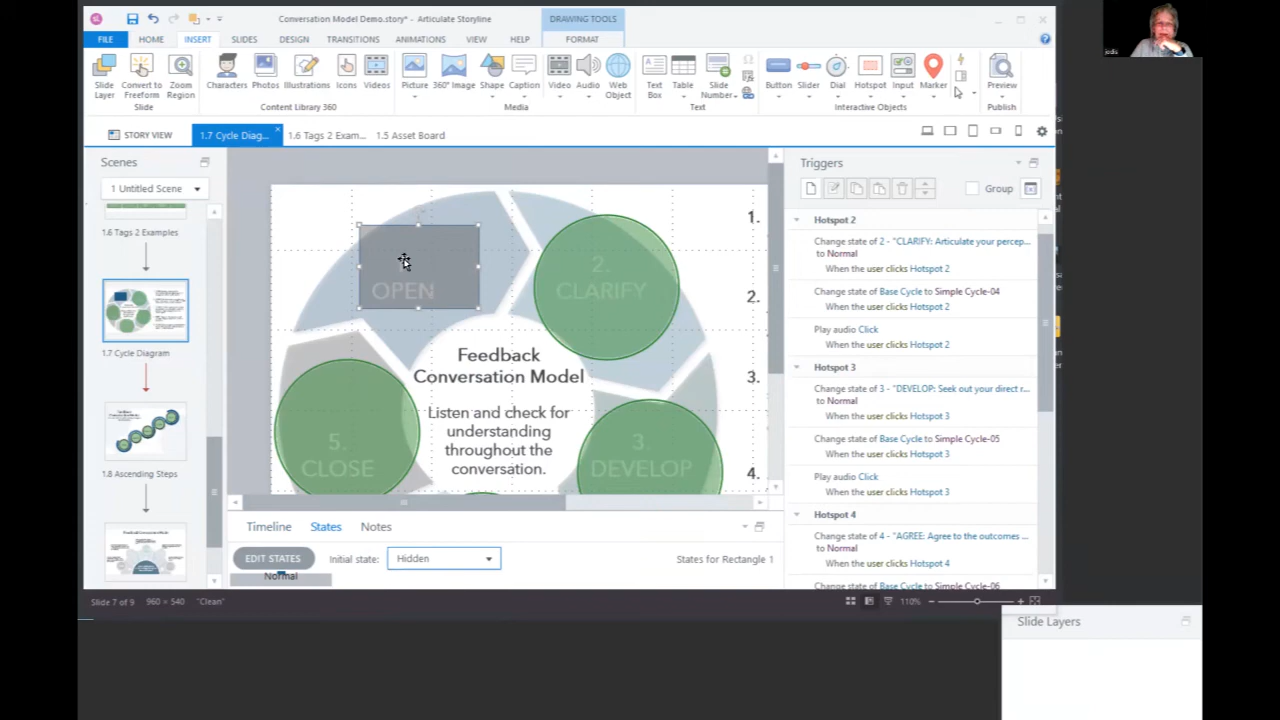 Conversation Model Demo.story* - Articulate Storyline
DRAWING TOOLS
FILE HOME INSERT SLIDES DESIGN TRANSITIONS ANIMATIONS VIEW HELP FORMAT
Slide Layer
Convert to Freeform
Zoom Region
Characters
Photos
Illustrations
Icons
Videos
Picture
360° Image
Shape
Caption
Video
Audio
Web Object
Text Box
Table
Slide Number
Button
Slider
Dial
Hotspot
Input
Marker
Preview
Slide
Content Library 360
Media
Text
Interactive Objects
Publish
jodis
STORY VIEW
1.7 Cycle Diag...
1.6 Tags 2 Exam...
1.5 Asset Board
Scenes
1 Untitled Scene
1.6 Tags 2 Examples
1.7 Cycle Diagram
1.8 Ascending Steps
OPEN
2.
CLARIFY
3.
DEVELOP
5.
CLOSE
Feedback
Conversation Model
Listen and check for
understanding
throughout the
conversation.
1.
2.
3.
4.
Triggers
Group
Hotspot 2
Change state of 2 - "CLARIFY: Articulate your percep...
to Normal
When the user clicks Hotspot 2
Change state of Base Cycle to Simple Cycle-04
When the user clicks Hotspot 2
Play audio Click
When the user clicks Hotspot 2
Hotspot 3
Change state of 3 - "DEVELOP: Seek out your direct r...
to Normal
When the user clicks Hotspot 3
Change state of Base Cycle to Simple Cycle-05
When the user clicks Hotspot 3
Play audio Click
When the user clicks Hotspot 3
Hotspot 4
Change state of 4 - "AGREE: Agree to the outcomes ...
to Normal
When the user clicks Hotspot 4
Change state of Base Cycle to Simple Cycle-06
Timeline States Notes
EDIT STATES Initial state: Hidden States for Rectangle 1
Normal
Slide 7 of 9 960 × 540 "Clean" 110%
Slide Layers